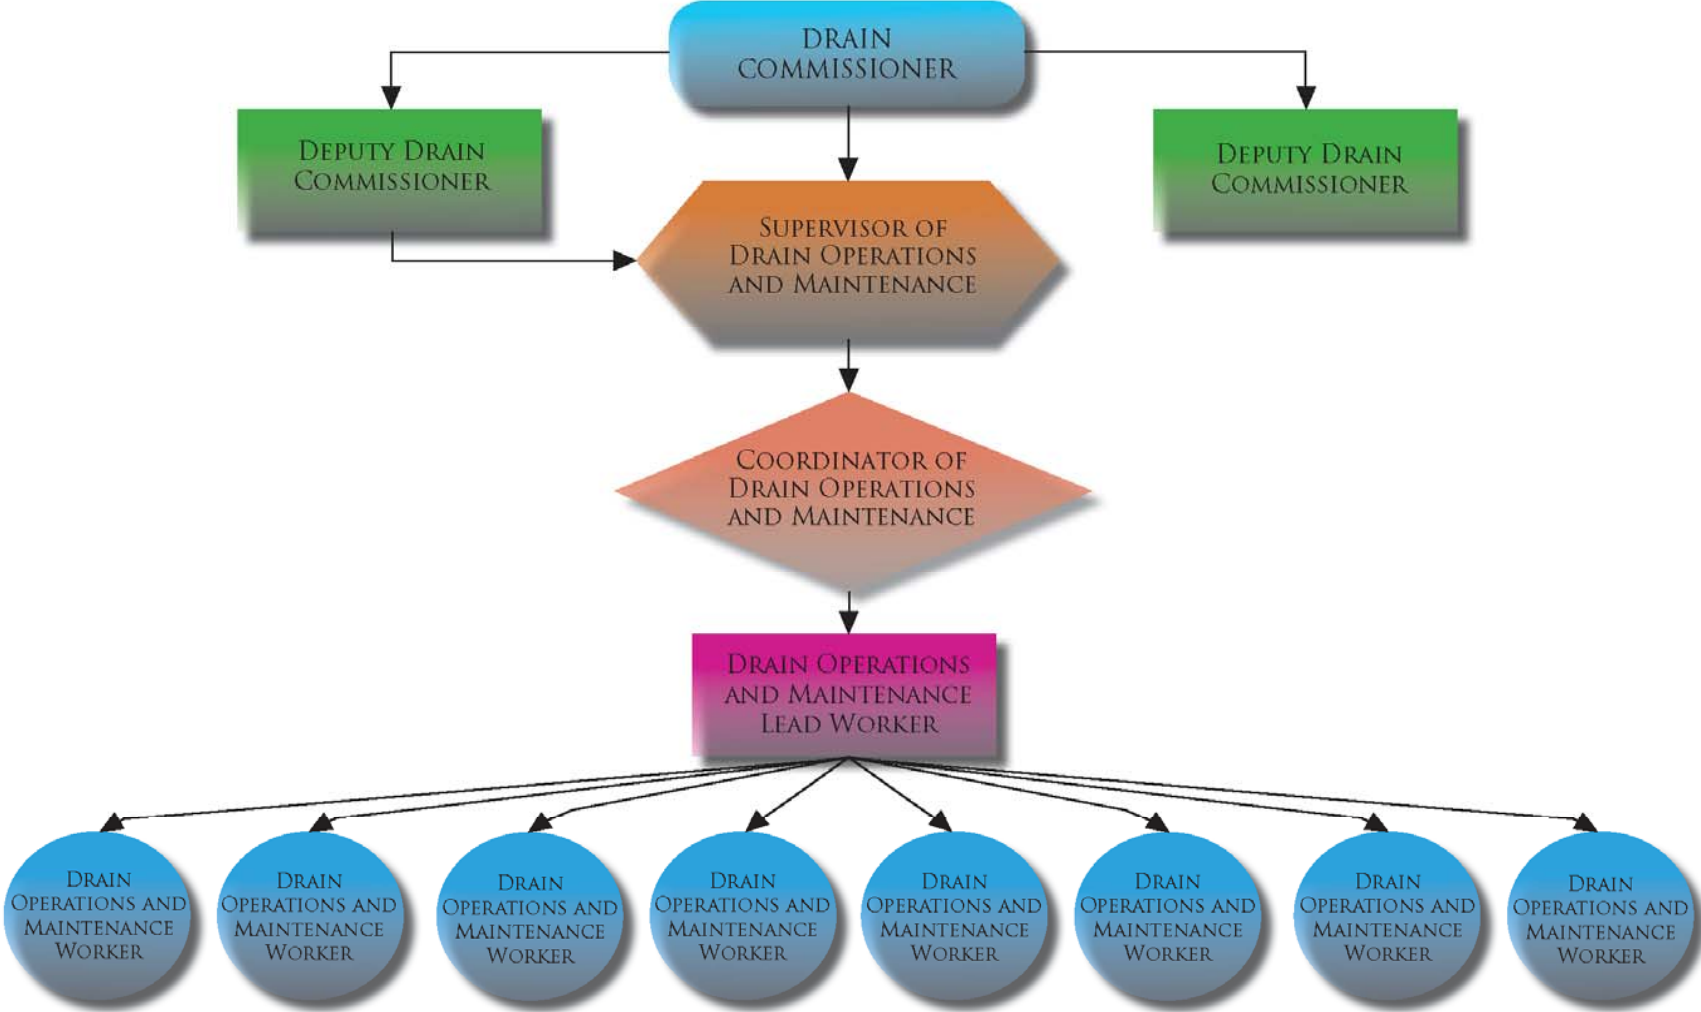 DRAIN
COMMISSIONER
DEPUTY DRAIN
COMMISSIONER
DEPUTY DRAIN
COMMISSIONER
SUPERVISOR OF
DRAIN OPERATIONS
AND MAINTENANCE
COORDINATOR OF
DRAIN OPERATIONS
AND MAINTENANCE
DRAIN OPERATIONS
AND MAINTENANCE
LEAD WORKER
DRAIN
OPERATIONS AND
MAINTENANCE
WORKER
DRAIN
OPERATIONS AND
MAINTENANCE
WORKER
DRAIN
OPERATIONS AND
MAINTENANCE
WORKER
DRAIN
OPERATIONS AND
MAINTENANCE
WORKER
DRAIN
OPERATIONS AND
MAINTENANCE
WORKER
DRAIN
OPERATIONS AND
MAINTENANCE
WORKER
DRAIN
OPERATIONS AND
MAINTENANCE
WORKER
DRAIN
OPERATIONS AND
MAINTENANCE
WORKER